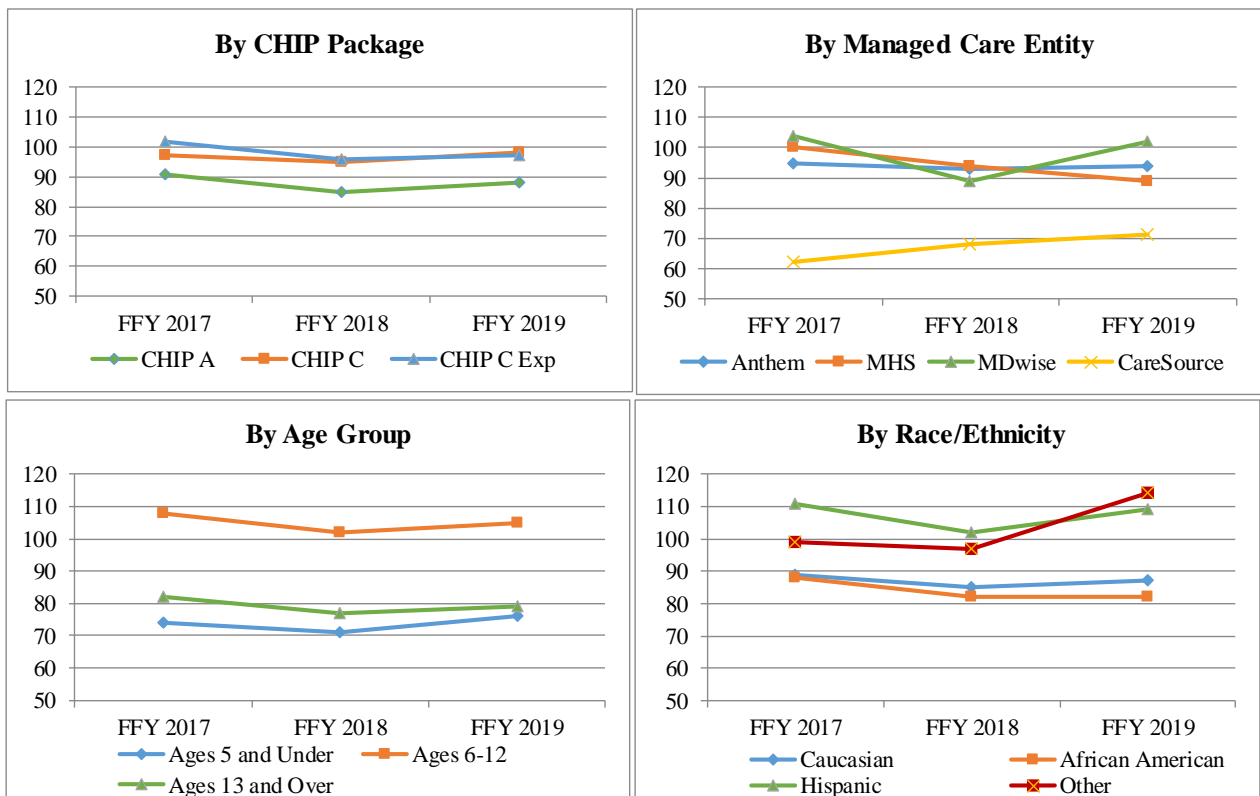 By CHIP Package
120
110
100
90
80
70
60
50
FFY 2017 FFY 2018 FFY 2019
CHIP A CHIP C CHIP C Exp
By Managed Care Entity
120
110
100
90
80
70
60
50
FFY 2017 FFY 2018 FFY 2019
Anthem MHS MDwise CareSource
By Age Group
120
110
100
90
80
70
60
50
FFY 2017 FFY 2018 FFY 2019
Ages 5 and Under Ages 6-12
Ages 13 and Over
By Race/Ethnicity
120
110
100
90
80
70
60
50
FFY 2017 FFY 2018 FFY 2019
Caucasian African American
Hispanic Other